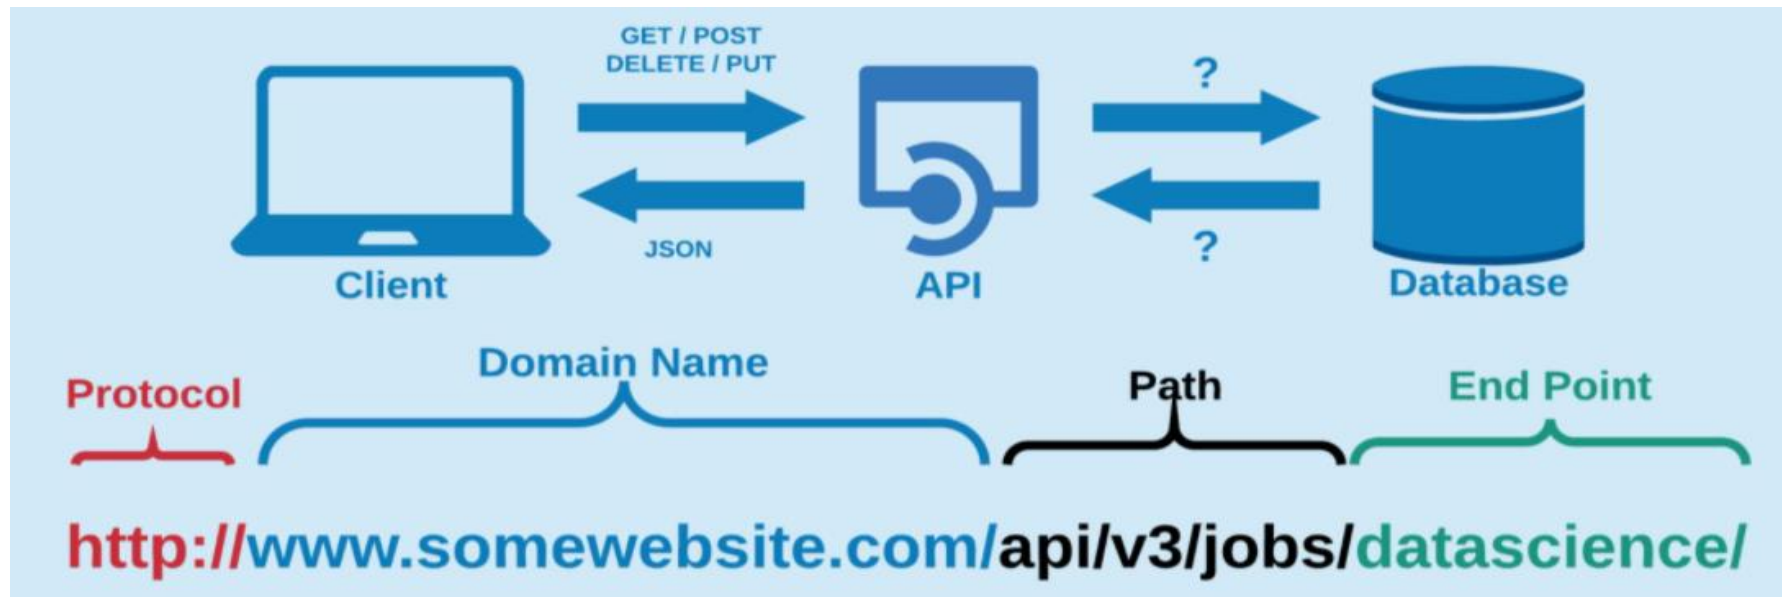 GET / POST
DELETE / PUT
?
JSON
?
Client
API
Database
Protocol
Domain Name
Path
End Point
http://www.somewebsite.com/api/v3/jobs/datascience/